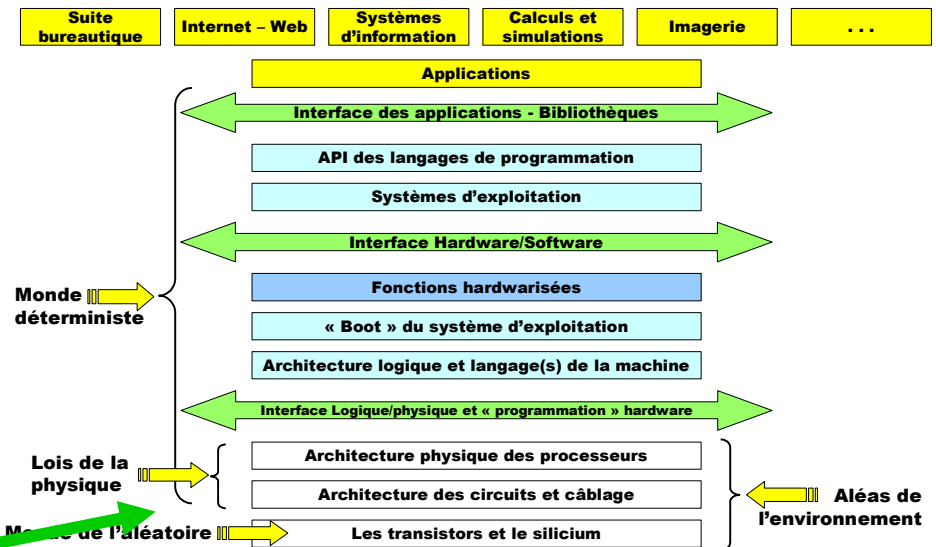 Suite
bureautique
Internet – Web
Systèmes
d'information
Calculs et
simulations
Imagerie
. . .
Applications
Interface des applications - Bibliothèques
API des langages de programmation
Systèmes d'exploitation
Interface Hardware/Software
Monde
déterministe
Fonctions hardwarisées
« Boot » du système d'exploitation
Architecture logique et langage(s) de la machine
Interface Logique/physique et « programmation » hardware
Lois de la
physique
Architecture physique des processeurs
Architecture des circuits et câblage
Aléas de
l'environnement
de l'aléatoire
Les transistors et le silicium